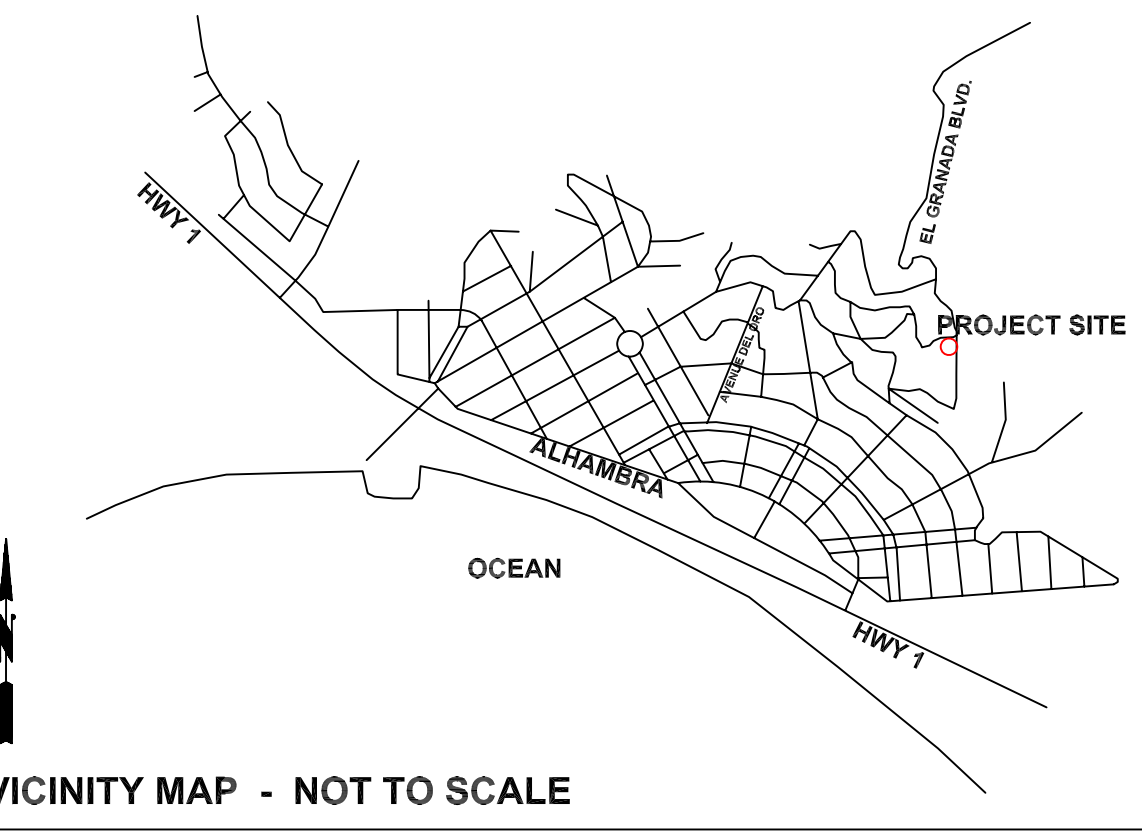 EL GRANADA BLVD.
HWY 1
PROJECT SITE
AVENUE DEL ORO
ALHAMBRA
OCEAN
N
HWY 1
VICINITY MAP - NOT TO SCALE